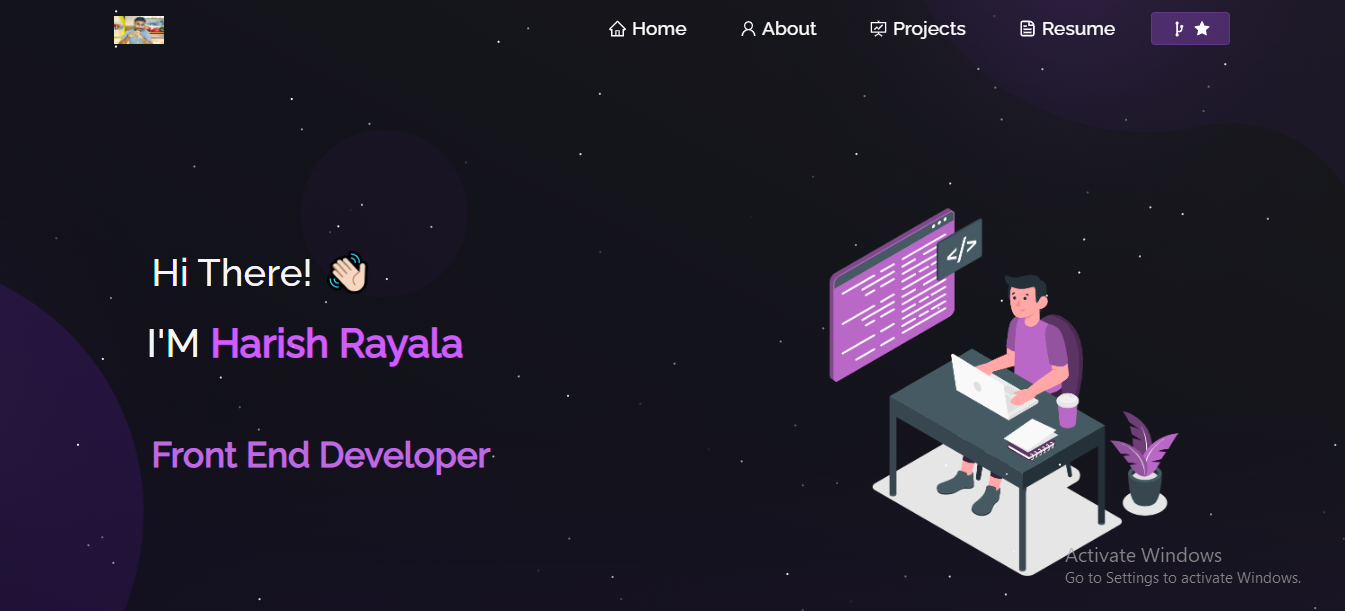 Home
About
Projects
Resume
Hi There! 👋🏻
I'M Harish Rayala
Front End Developer
</>
Activate Windows
Go to Settings to activate Windows.